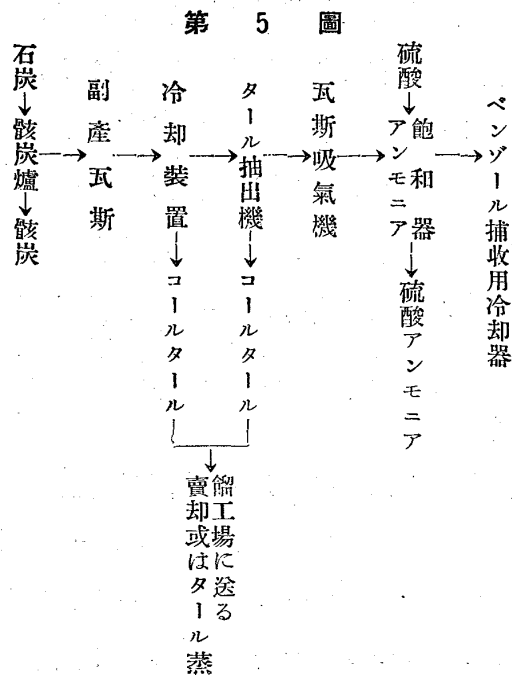 第5圖
石炭→骸炭爐→骸炭
副產瓦斯
冷却裝置
コールタール
タール抽出機
コールタール
賣却或はタール蒸
餾工場に送る
瓦斯吸氣機
硫酸
アンモニア
飽和器
硫酸アンモニア
ベンゾール捕收用冷却器